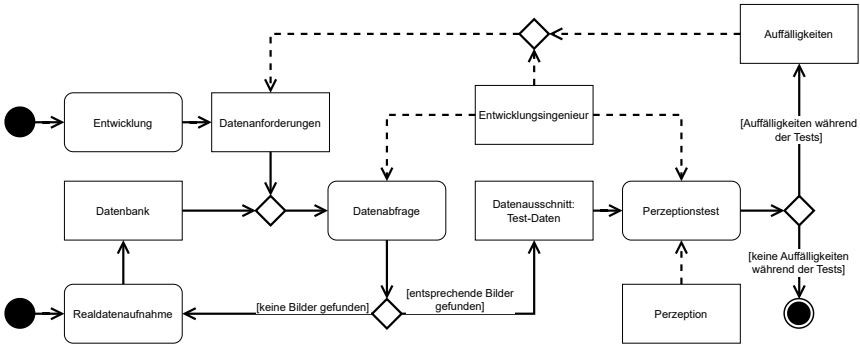 Auffälligkeiten
Entwicklung
Datenanforderungen
Entwicklungsingenieur
[Auffälligkeiten während
der Tests]
Datenbank
Datenabfrage
Datenausschnitt:
Test-Daten
Perzeptionstest
[keine Auffälligkeiten
während der Tests]
Realdatenaufnahme
[keine Bilder gefunden]
[entsprechende Bilder
gefunden]
Perzeption